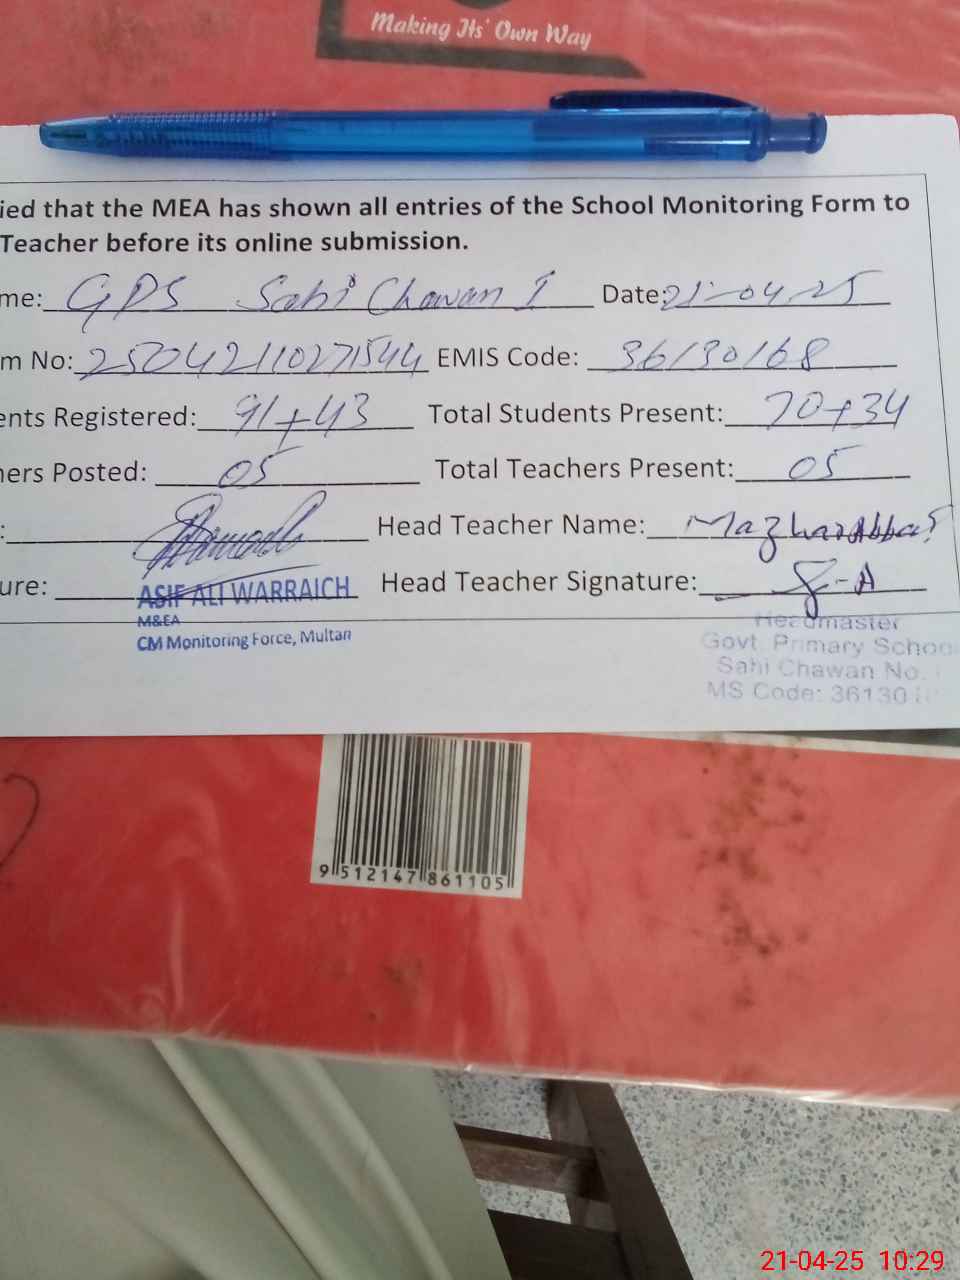 Making Its' Own Way
ied that the MEA has shown all entries of the School Monitoring Form to
Teacher before its online submission.
me: GPS Sahi Chawan I Date: 21-04-25
m No: 25042110271544 EMIS Code: 36130168
ents Registered: 91+43 Total Students Present: 70+34
hers Posted: 05 Total Teachers Present: 05
: Head Teacher Name: Mazhar Abbas
ure: Head Teacher Signature:
ASIF ALI WARRAICH
M&EA
CM Monitoring Force, Multan
Headmaster
Govt. Primary School
Sahi Chawan No.
MS Code: 36130
9 512147 861105
21-04-25 10:29